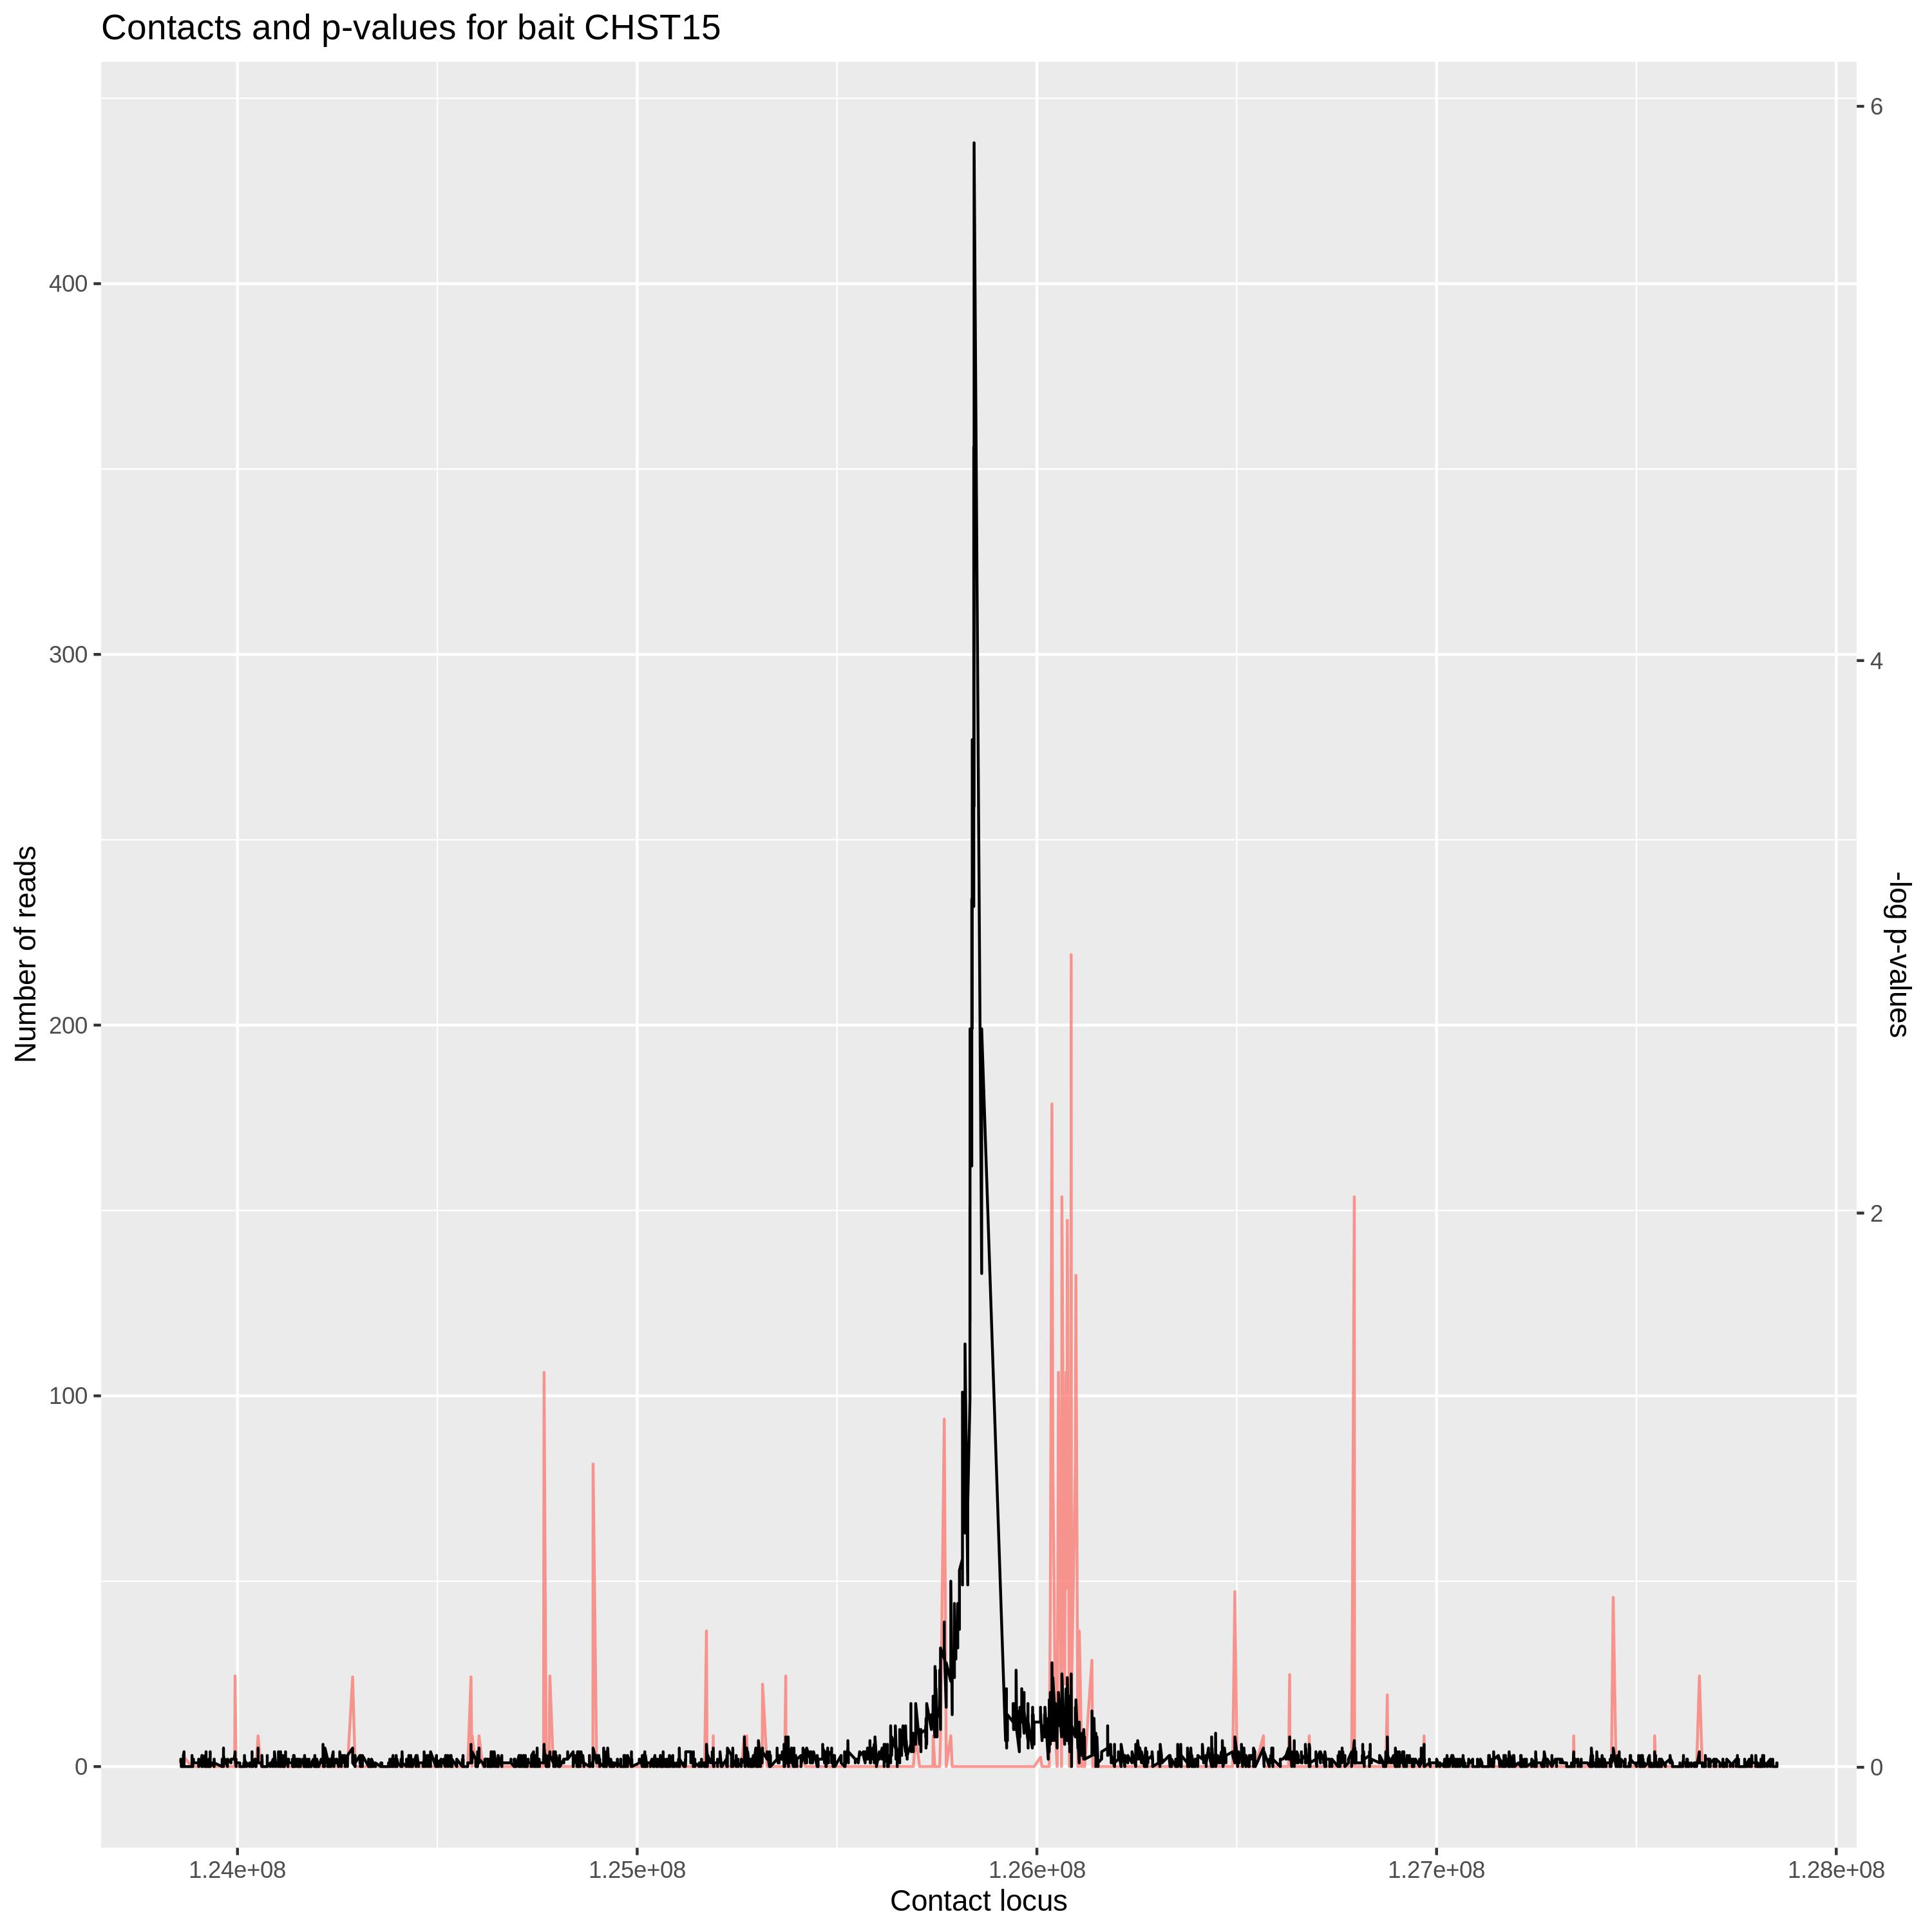 Contacts and p-values for bait CHST15
Number of reads
400
300
200
100
0
6
4
2
0
-log p-values
1.24e+08
1.25e+08
1.26e+08
1.27e+08
1.28e+08
Contact locus